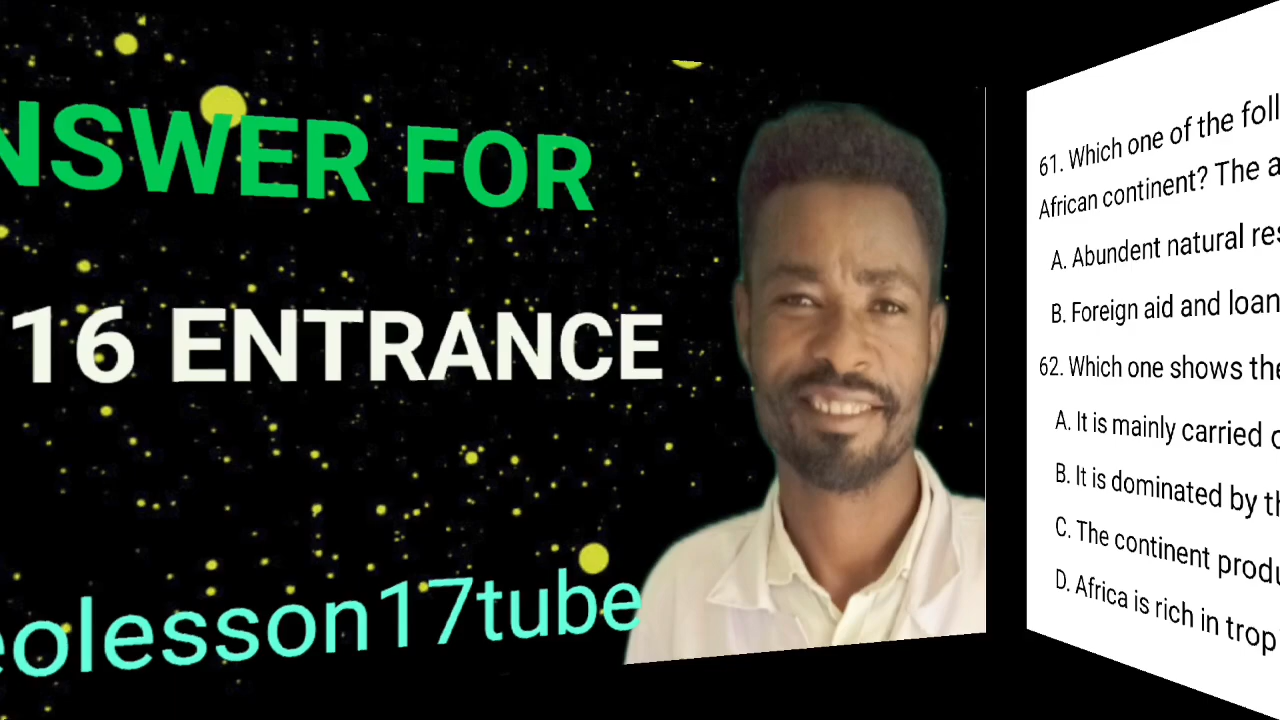 NSWER FOR
16 ENTRANCE
eolesson17tube
61. Which one of the foll
African continent? The a
A. Abundent natural res
B. Foreign aid and loan
62. Which one shows the
A. It is mainly carried o
B. It is dominated by th
C. The continent produ
D. Africa is rich in trop